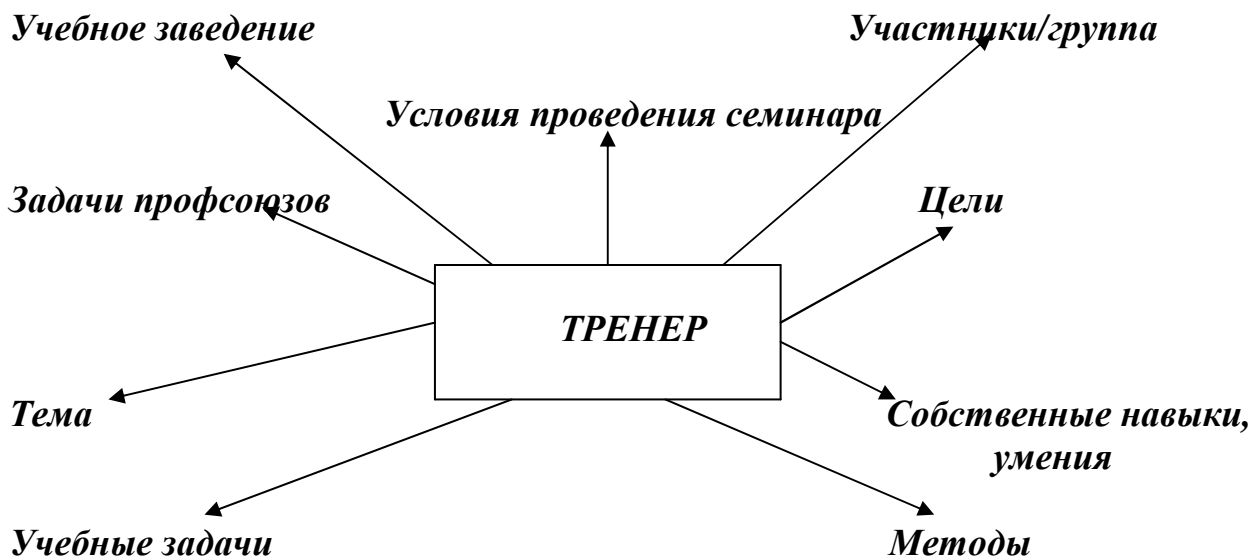 Учебное заведение
Участники/группа
Условия проведения семинара
Задачи профсоюзов
Цели
ТРЕНЕР
Тема
Собственные навыки,
умения
Учебные задачи
Методы